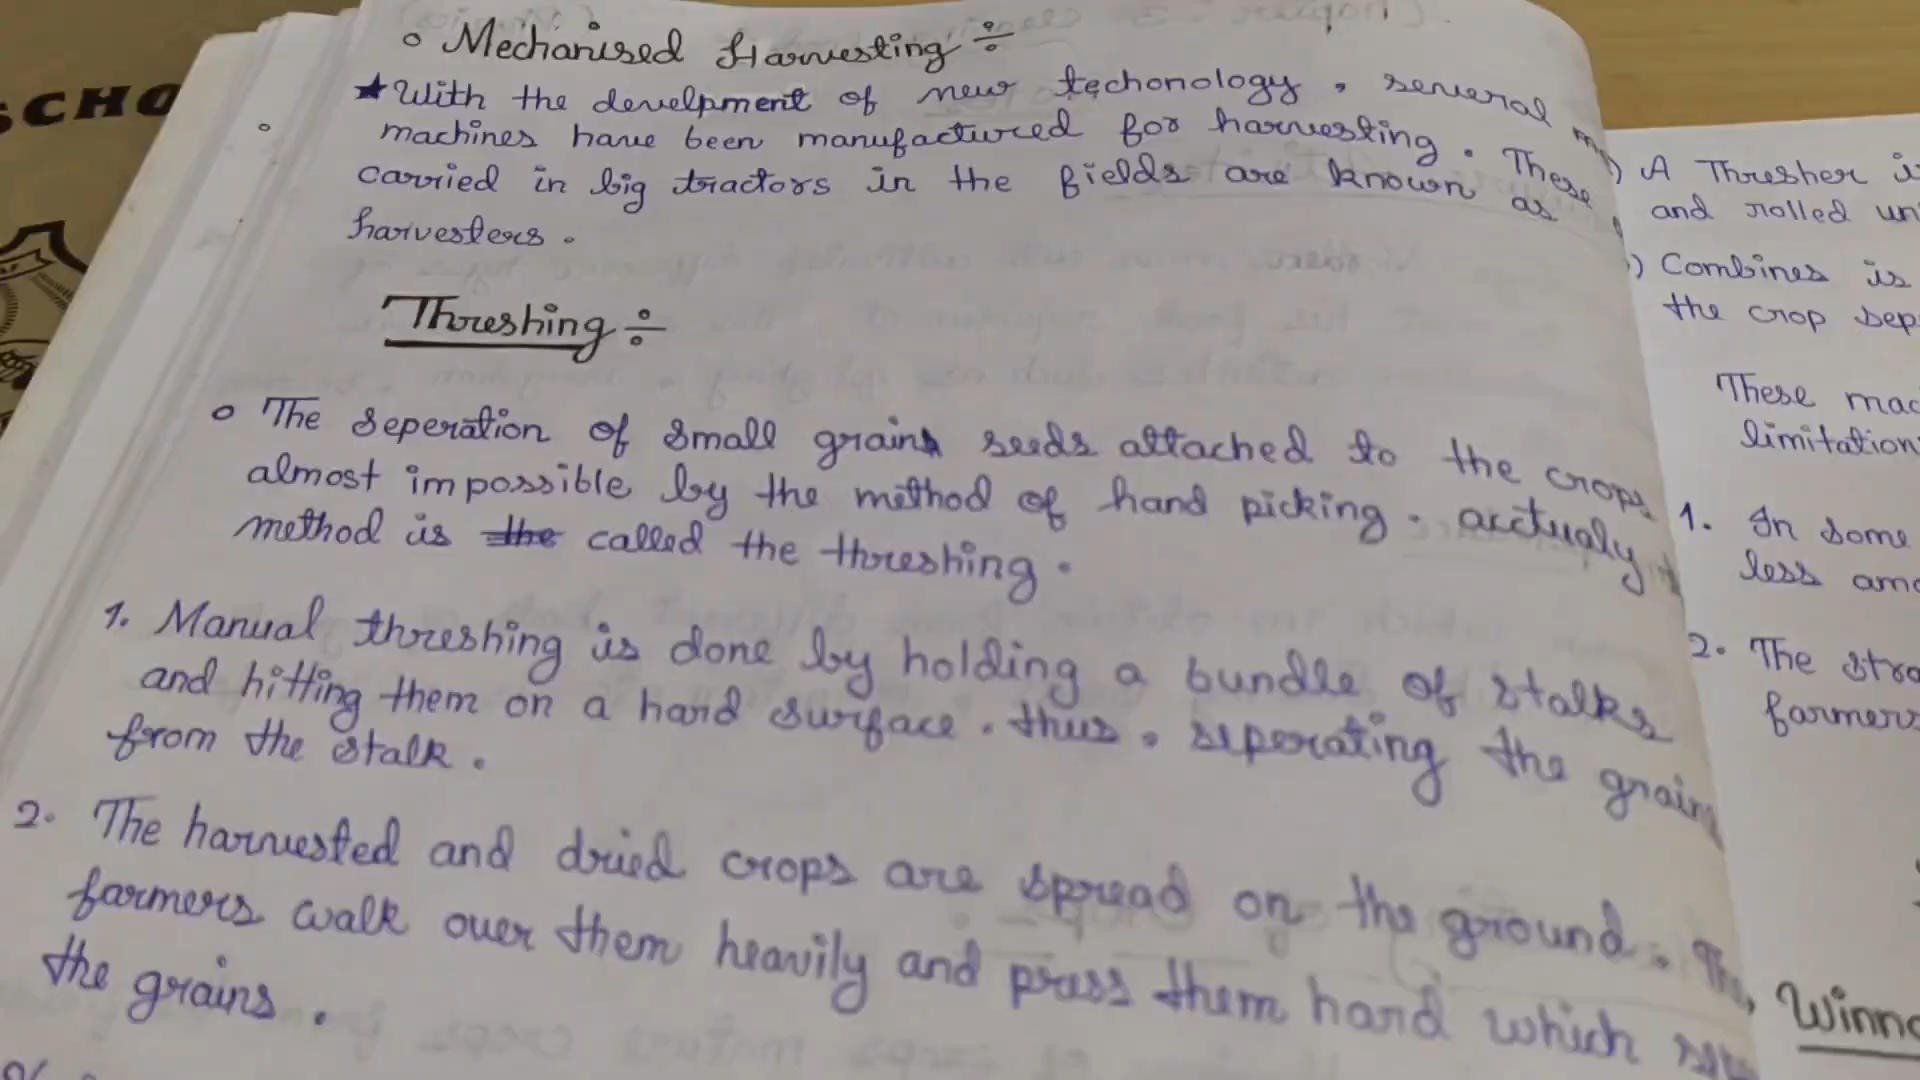 SCHO
° Mechanised Harvesting ÷
★ With the develpment of new techonology, several
machines have been manufactured for harvesting. These
carried in big tractors in the fields are known as
harvesters.
Threshing ÷
° The seperation of small grain seeds attached to the crops
almost impossible by the method of hand picking. acctualy
method is the called the threshing.
1. Manual threshing is done by holding a bundle of stalks
and hitting them on a hard surface. thus, seperating the grain
from the stalk.
2. The harvested and dried crops are spread on the ground.
farmers walk over them heavily and press them hard which
the grains.
A Thresher
and rolled
Combines is
the crop
These
limitation
1. In some
less
2. The
farmers